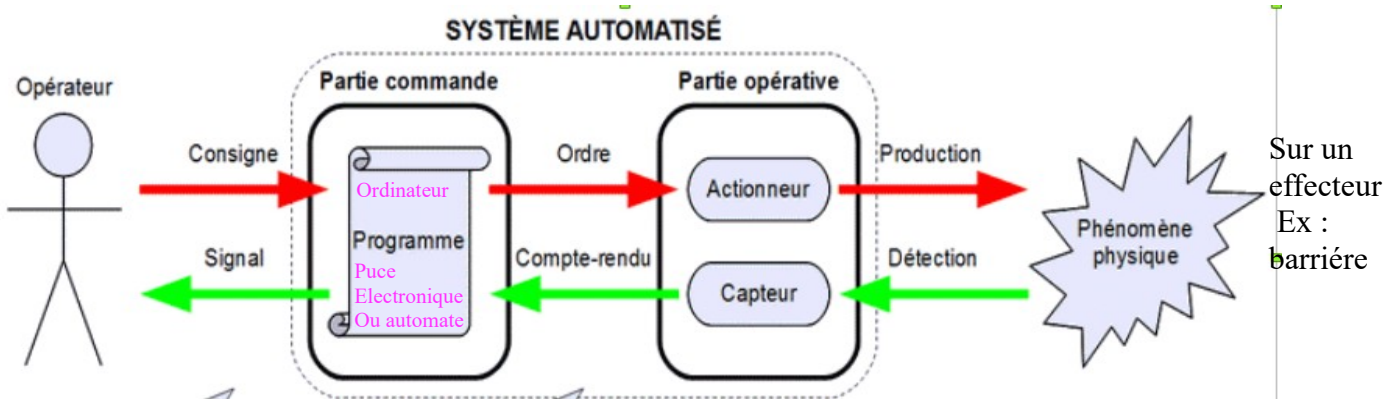 SYSTÈME AUTOMATISÉ
Opérateur
Partie commande
Partie opérative
Consigne
Ordre
Production
Ordinateur
Actionneur
Programme
Signal
Compte-rendu
Détection
Puce
Electronique
Ou automate
Capteur
Phénomène
physique
Sur un
effecteur
Ex :
barriére